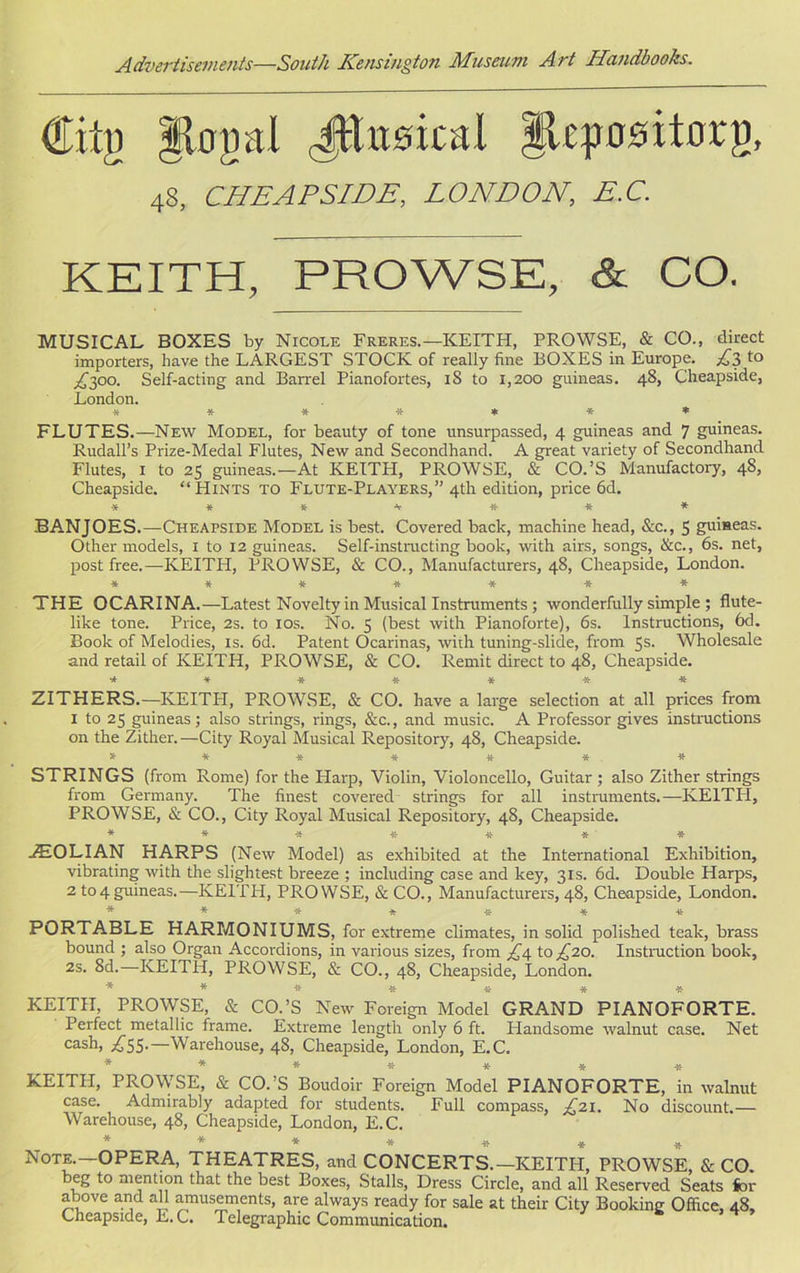 Advertisements—South Kensington Museum Art Handbooks.
City Royal Musical Repository,
48, CHEAPSIDE, LONDON, E.C.
KEITH, PROWSE, & CO.
MUSICAL BOXES by Nicole Freres.—KEITH, PROWSE, & CO., direct
importers, have the LARGEST STOCK of really fine BOXES in Europe. £3 to
£300. Self-acting and Barrel Pianofortes, 18 to 1,200 guineas. 48, Cheapside,
London.
* * * * * * *
FLUTES.—New Model, for beauty of tone unsurpassed, 4 guineas and 7 guineas.
Rudall's Prize-Medal Flutes, New and Secondhand. A great variety of Secondhand
Flutes, 1 to 25 guineas.—At KEITH, PROWSE, & CO.'S Manufactory, 48,
Cheapside. "Hints to Flute-Players," 4th edition, price 6d.
* * * * * * *
BANJOES.—Cheapside Model is best. Covered back, machine head, &c., 5 guineas.
Other models, 1 to 12 guineas. Self-instructing book, with airs, songs, &c., 6s. net,
post free.—KEITH, PROWSE, & CO., Manufacturers, 48, Cheapside, London.
* * * * * * *
THE OCARINA.—Latest Novelty in Musical Instruments; wonderfully simple; flute-
like tone. Price, 2s. to 10s. No. 5 (best with Pianoforte), 6s. Instructions, 6d.
Book of Melodies, 1s. 6d. Patent Ocarinas, with tuning-slide, from 5s. Wholesale
and retail of KEITH, PROWSE, & CO. Remit direct to 48, Cheapside.
* * * * * * *
ZITHERS.—KEITH, PROWSE, & CO. have a large selection at all prices from
1 to 25 guineas; also strings, rings, &c., and music. A Professor gives instructions
on the Zither.—City Royal Musical Repository, 48, Cheapside.
* * * * * * *
STRINGS (from Rome) for the Harp, Violin, Violoncello, Guitar; also Zither strings
from Germany. The finest covered strings for all instruments.—KEITH,
PROWSE, & CO., City Royal Musical Repository, 48, Cheapside.
* * * * * * *
ÆOLIAN HARPS (New Model) as exhibited at the International Exhibition,
vibrating with the slightest breeze; including case and key, 31s. 6d. Double Harps,
2 to 4 guineas.—KEITH, PROWSE, & CO., Manufacturers, 48, Cheapside, London.
* * * * * * *
PORTABLE HARMONIUMS, for extreme climates, in solid polished teak, brass
bound; also Organ Accordions, in various sizes, from £4 to £20. Instruction book,
2s. 8d.—KEITH, PROWSE, & CO., 48, Cheapside, London.
* * * * * * *
KEITH, PROWSE, & CO.'S New Foreign Model GRAND PIANOFORTE.
Perfect metallic frame. Extreme length only 6 ft. Handsome walnut case. Net
cash, £55.—Warehouse, 48, Cheapside, London, E.C.
* * * * * * *
KEITH, PROWSE, & CO.'S Boudoir Foreign Model PIANOFORTE, in walnut
case. Admirably adapted for students. Full compass, £21. No discount.—
Warehouse, 48, Cheapside, London, E.C.
* * * * * * *
Note.—OPERA, THEATRES, and CONCERTS.—KEITH, PROWSE, & CO.
beg to mention that the best Boxes, Stalls, Dress Circle, and all Reserved Seats for
above and all amusements, are always ready for sale at their City Booking Office, 48,
Cheapside, E.C. Telegraphic Communication.